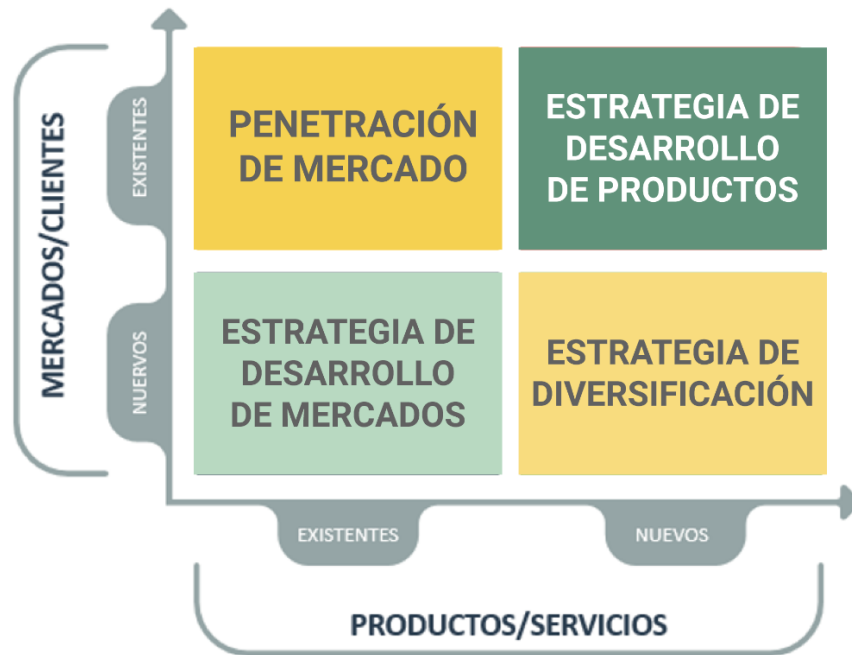 MERCADOS/CLIENTES
EXISTENTES
NUERVOS
PENETRACIÓN
DE MERCADO
ESTRATEGIA DE
DESARROLLO
DE PRODUCTOS
ESTRATEGIA DE
DESARROLLO
DE MERCADOS
ESTRATEGIA DE
DIVERSIFICACIÓN
EXISTENTES
NUEVOS
PRODUCTOS/SERVICIOS